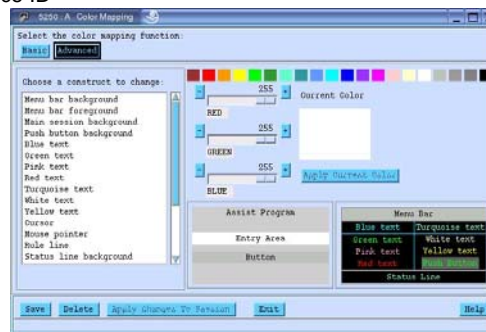 5250 : A  Color Mapping
Select the color mapping function:
Basic Advanced
Choose a construct to change:
Menu bar background
Menu bar foreground
Main session background
Push button background
Blue text
Green text
Pink text
Red text
Turquoise text
White text
Yellow text
Cursor
Mouse pointer
Rule line
Status line background
- 255 +
RED
- 255 +
GREEN
- 255 +
BLUE
Current Color
Apply Current Color
Assist Program
Entry Area
Button
Menu Bar
Blue text Turquoise text
Green text White text
Pink text Yellow text
Red text Push Button
Status Line
Save Delete Apply Changes To Session Exit Help